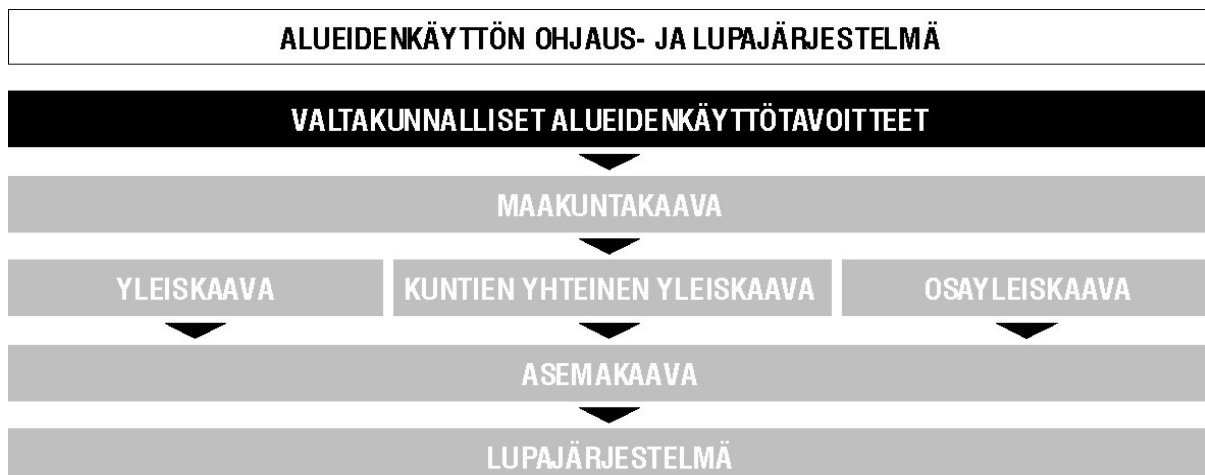 ALUEIDENKÄYTTÖN OHJAUS- JA LUPAJÄRJESTELMÄ
VALTAKUNNALLISET ALUEIDENKÄYTTÖTAVOITTEET
MAAKUNTAKAAVA
YLEISKAAVA
KUNTIEN YHTEINEN YLEISKAAVA
OSAYLEISKAAVA
ASEMAKAAVA
LUPAJÄRJESTELMÄ